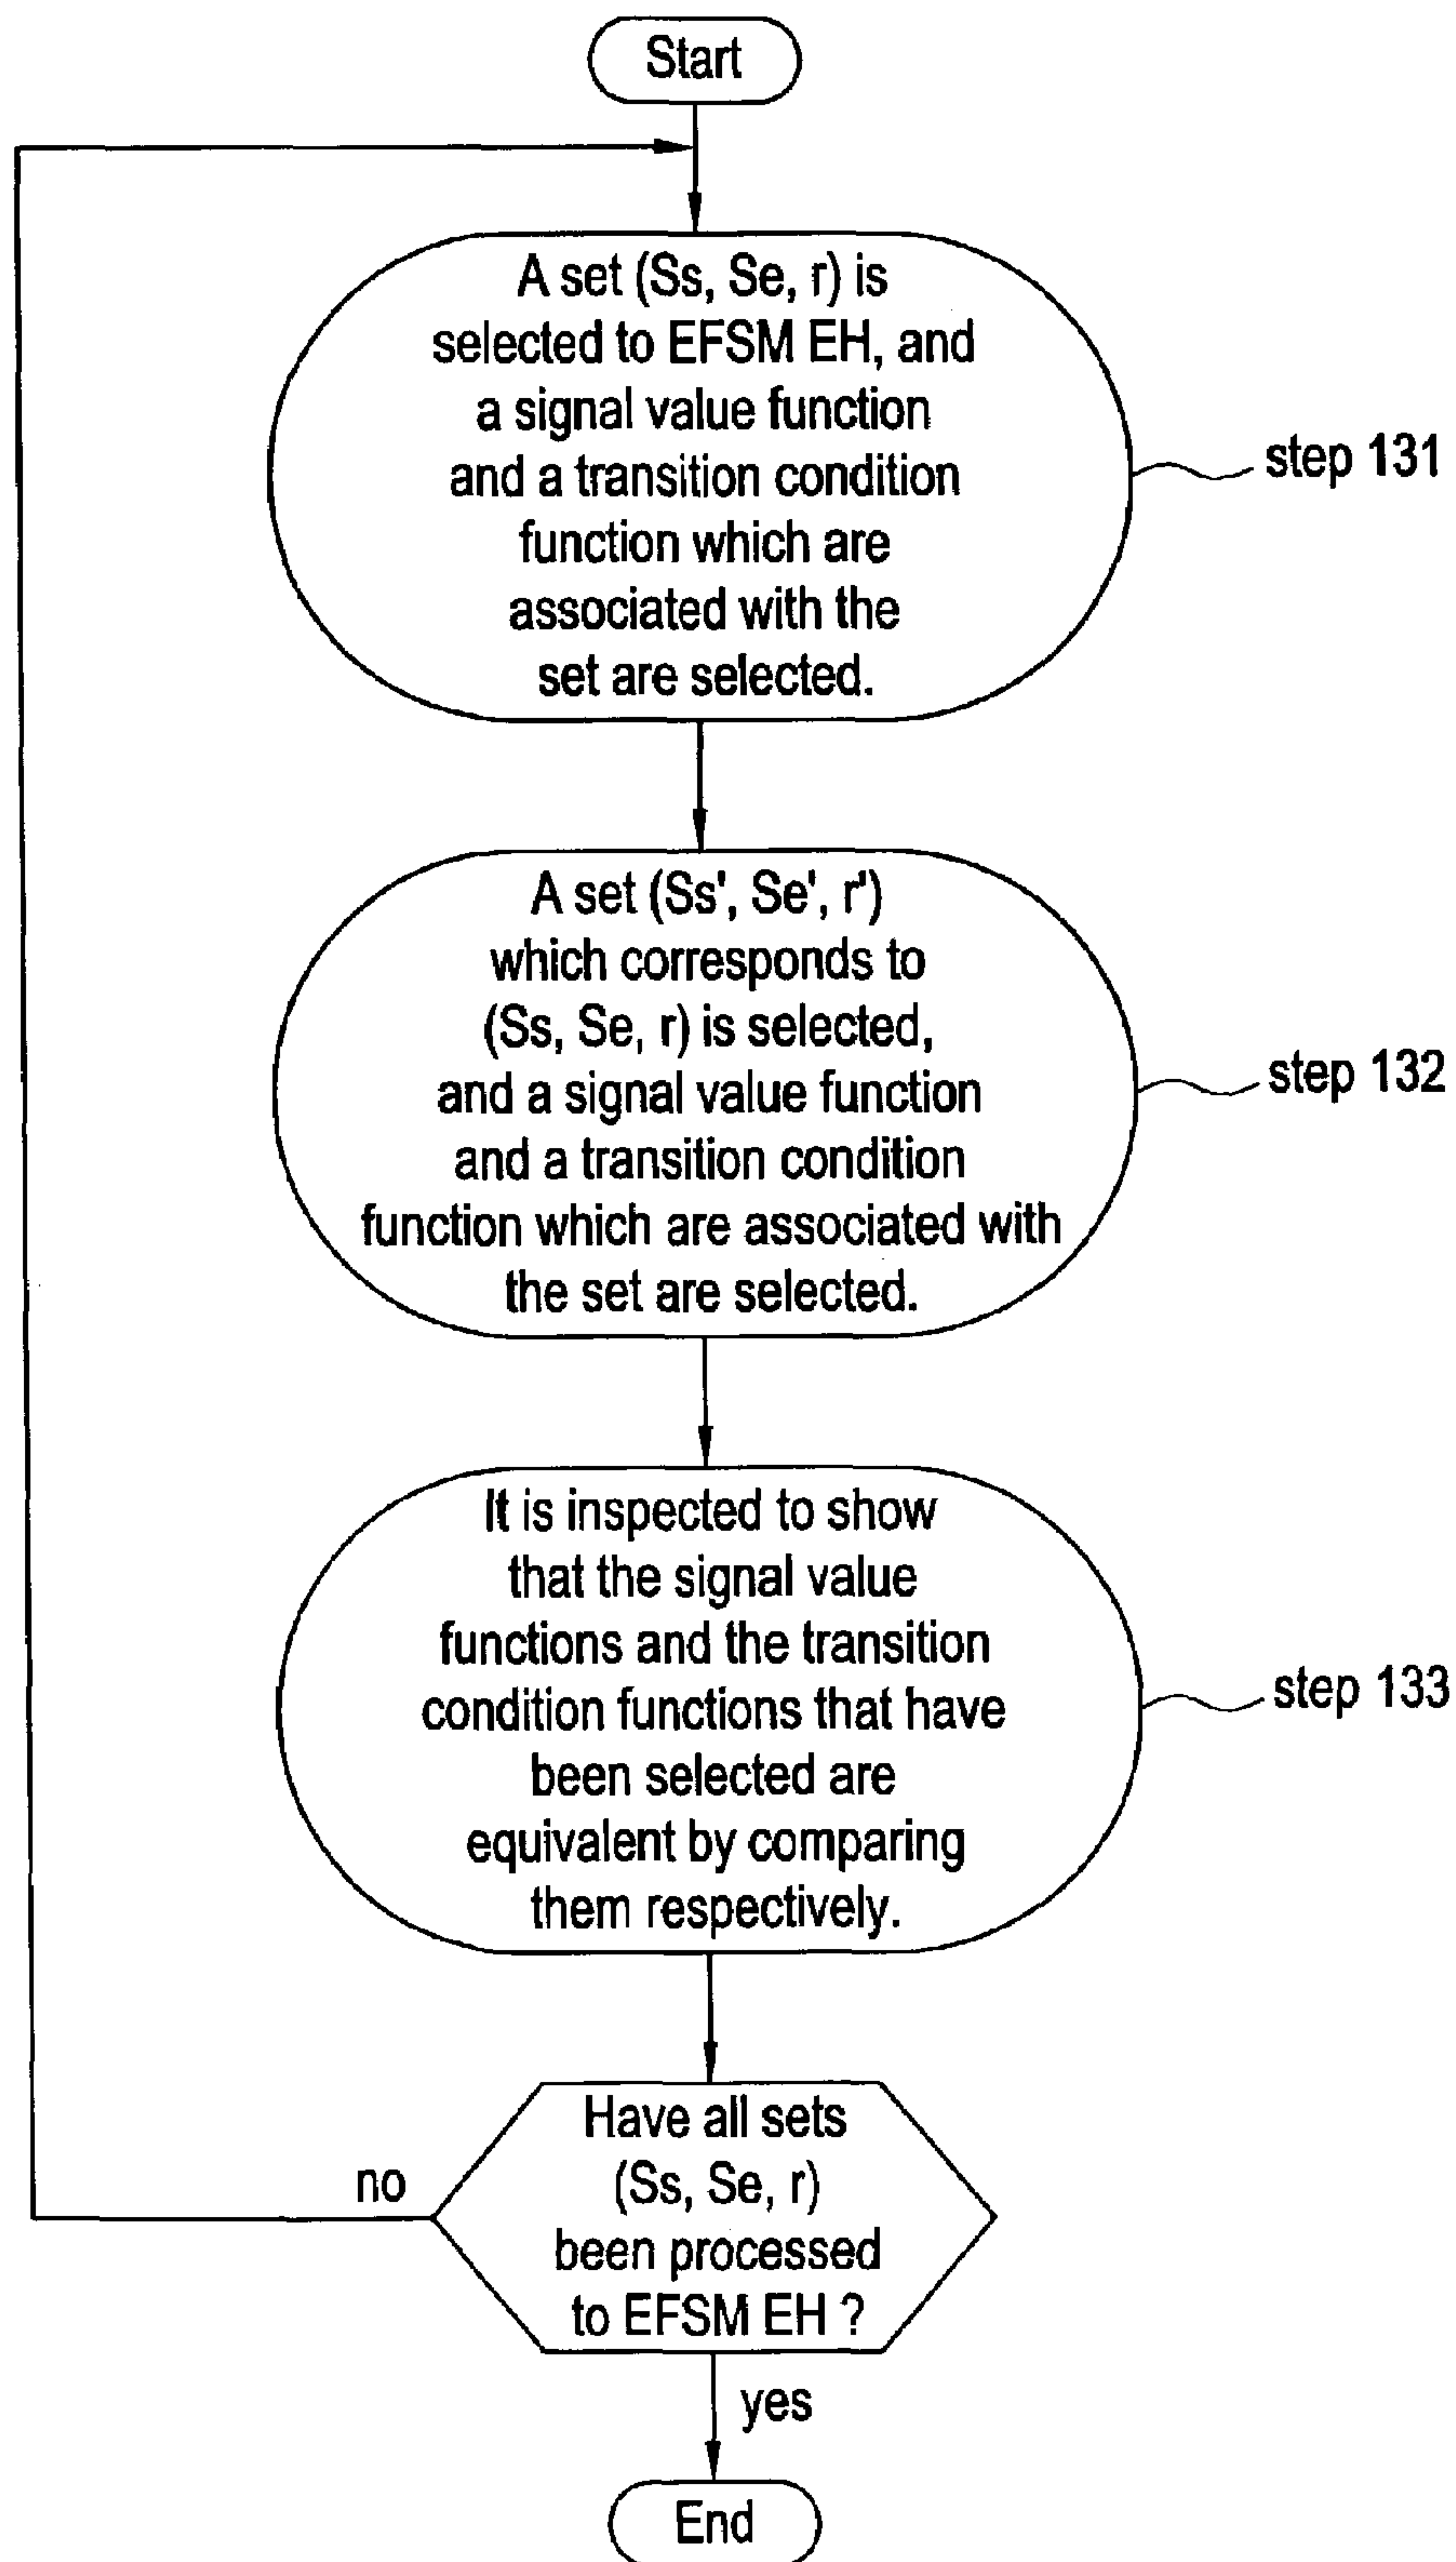 Start
A set (Ss, Se, r) is
selected to EFSM EH, and
a signal value function
and a transition condition
function which are
associated with the
set are selected.
step 131
A set (Ss', Se', r')
which corresponds to
(Ss, Se, r) is selected,
and a signal value function
and a transition condition
function which are associated with
the set are selected.
step 132
It is inspected to show
that the signal value
functions and the transition
condition functions that have
been selected are
equivalent by comparing
them respectively.
step 133
Have all sets
(Ss, Se, r)
been processed
to EFSM EH ?
no
yes
End